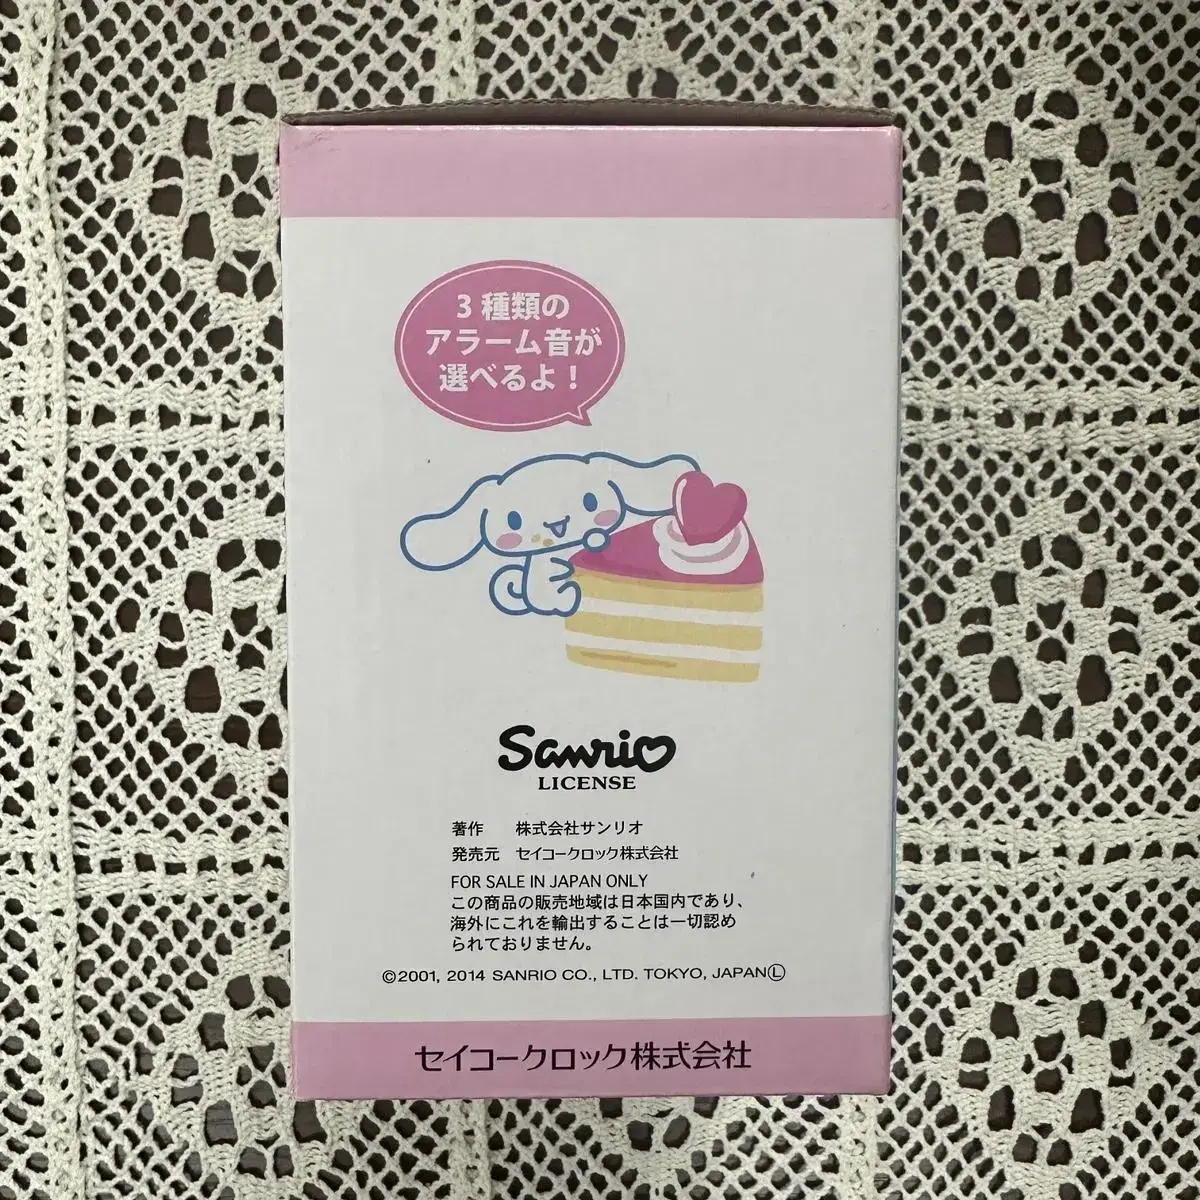 3種類の
アラーム音が
選べるよ！
Sanrio
LICENSE
著作 株式会社サンリオ
発売元 セイコークロック株式会社
FOR SALE IN JAPAN ONLY
この商品の販売地域は日本国内であり、
海外にこれを輸出することは一切認め
られておりません。
©2001, 2014 SANRIO CO., LTD. TOKYO, JAPANⓁ
セイコークロック株式会社